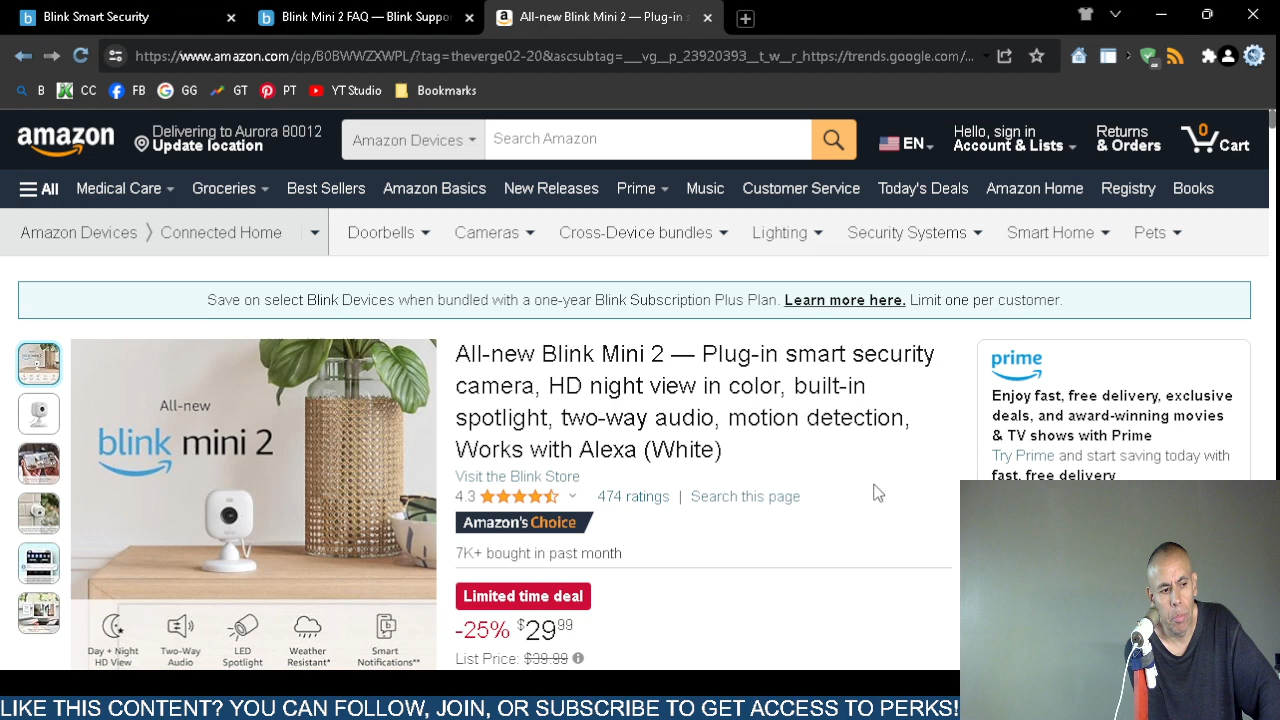 Blink Smart Security
Blink Mini 2 FAQ — Blink Suppo
All-new Blink Mini 2 — Plug-in s
https://www.amazon.com/dp/B0BWWZXWPL/?tag=theverge02-20&ascsubtag=___vg__p_23920393__t_w__r_https://trends.google.com/...
B
CC
FB
GG
GT
PT
YT Studio
Bookmarks
amazon
Delivering to Aurora 80012
Update location
Amazon Devices
Search Amazon
EN
Hello, sign in
Account & Lists
Returns
& Orders
0
Cart
All
Medical Care
Groceries
Best Sellers
Amazon Basics
New Releases
Prime
Music
Customer Service
Today's Deals
Amazon Home
Registry
Books
Amazon Devices
Connected Home
Doorbells
Cameras
Cross-Device bundles
Lighting
Security Systems
Smart Home
Pets
Save on select Blink Devices when bundled with a one-year Blink Subscription Plus Plan. Learn more here. Limit one per customer.
All-new
blink mini 2
Day + Night
HD View
Two-Way
Audio
LED
Spotlight
Weather
Resistant*
Smart
Notifications**
All-new Blink Mini 2 — Plug-in smart security
camera, HD night view in color, built-in
spotlight, two-way audio, motion detection,
Works with Alexa (White)
Visit the Blink Store
4.3
474 ratings | Search this page
Amazon's Choice
7K+ bought in past month
Limited time deal
-25% $29.99
List Price: $39.99
prime
Enjoy fast, free delivery, exclusive
deals, and award-winning movies
& TV shows with Prime
Try Prime and start saving today with
fast, free delivery
LIKE THIS CONTENT? YOU CAN FOLLOW, JOIN, OR SUBSCRIBE TO GET ACCESS TO PERKS!